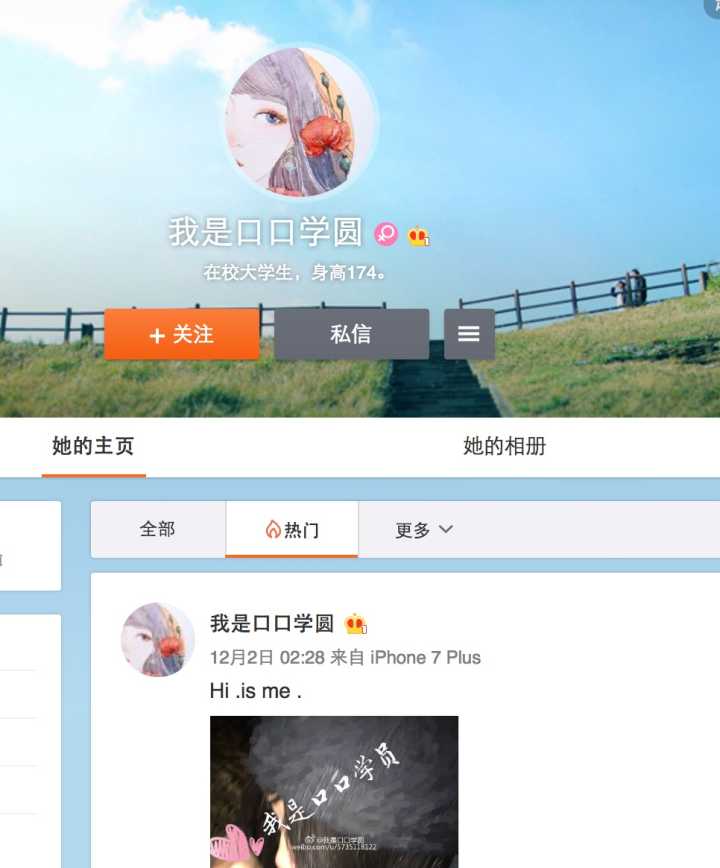 我是口口学圆
在校大学生，身高174。
+ 关注
私信
她的主页
她的相册
全部
热门
更多
我是口口学圆
12月2日 02:28 来自 iPhone 7 Plus
Hi .is me .
我是口口学员
@我是口口学圆
weibo.com/u/5735118122